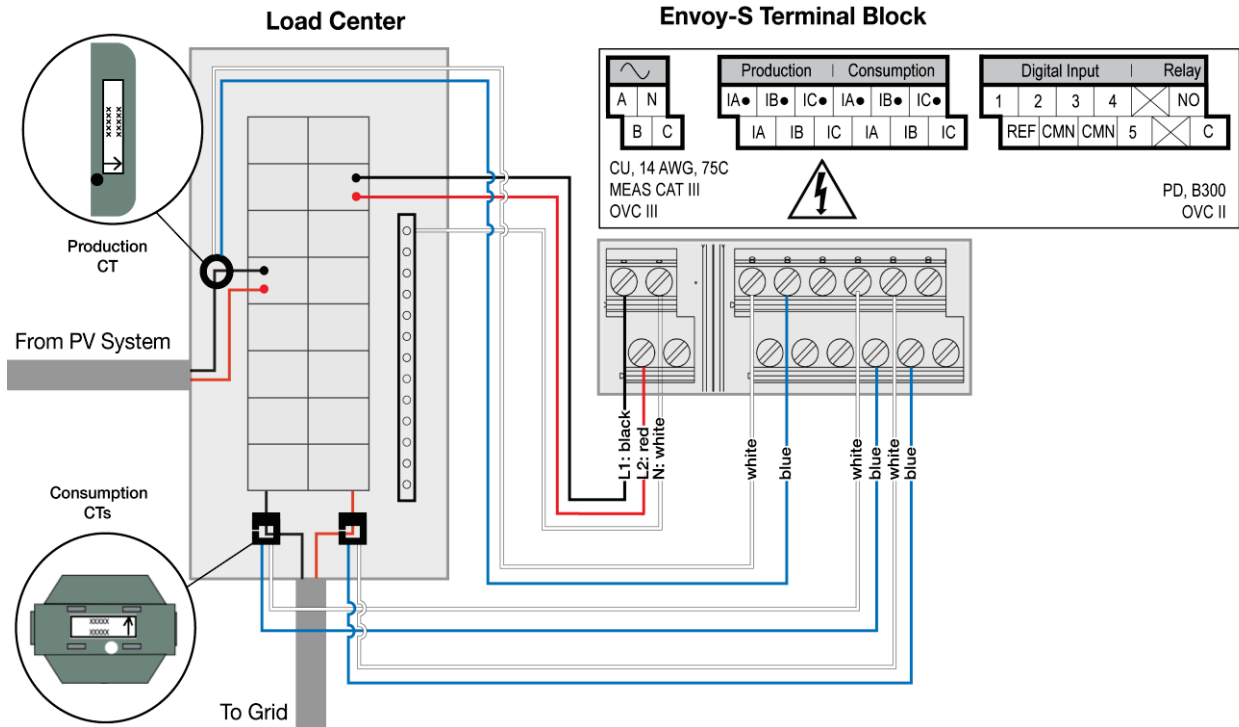 Load Center
Envoy-S Terminal Block
Production
CT
From PV System
Consumption
CTs
XXXXX
XXXXX
To Grid
A N
B C
Production | Consumption
IA● IB● IC● IA● IB● IC●
IA IB IC IA IB IC
Digital Input | Relay
1 2 3 4 NO
REF CMN CMN 5 C
CU, 14 AWG, 75C
MEAS CAT III
OVC III
PD, B300
OVC II
L1: black
L2: red
N: white
white
blue
white
blue
white
blue